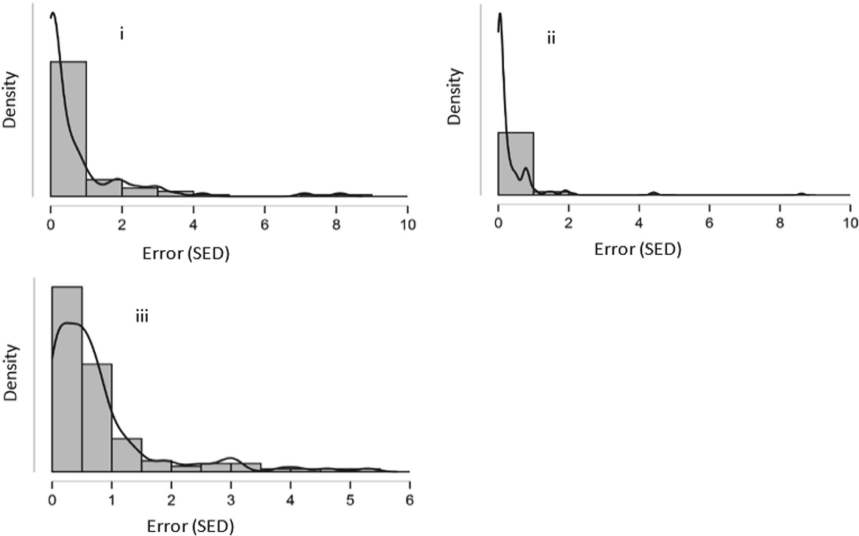 i
Density
0 2 4 6 8 10
Error (SED)
ii
Density
0 2 4 6 8 10
Error (SED)
iii
Density
0 1 2 3 4 5 6
Error (SED)